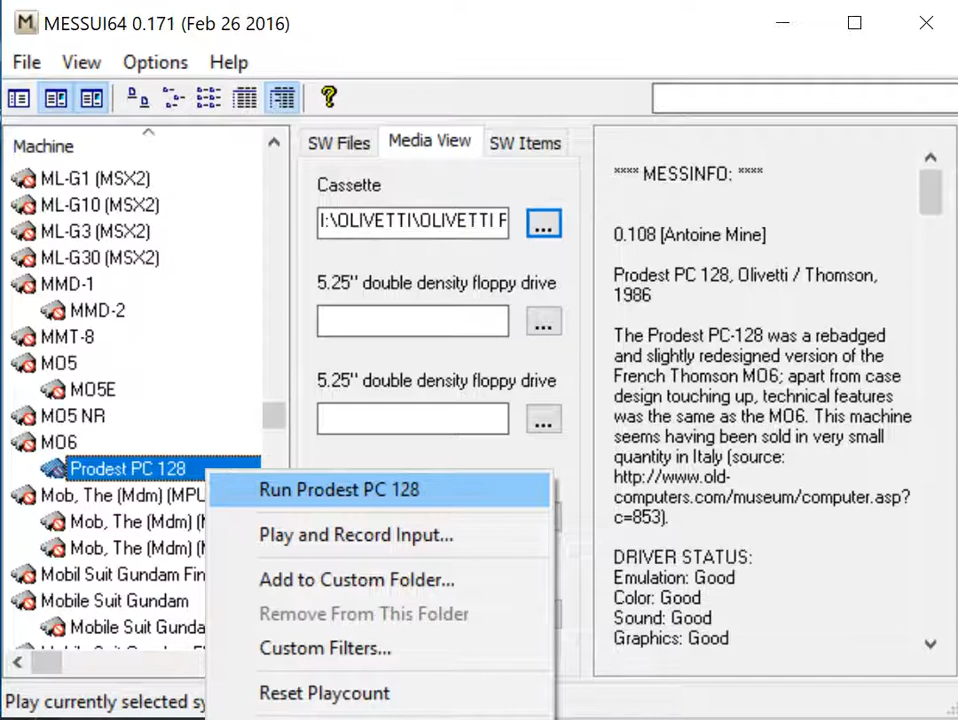 MESSUI64 0.171 (Feb 26 2016)
File View Options Help
Machine
ML-G1 (MSX2)
ML-G10 (MSX2)
ML-G3 (MSX2)
ML-G30 (MSX2)
MMD-1
MMD-2
MMT-8
MO5
MO5E
MO5 NR
MO6
Prodest PC 128
Mob, The (Mdm) (MPU
Mob, The (Mdm) (
Mob, The (Mdm) (
Mobil Suit Gundam Fin
Mobile Suit Gundam
Mobile Suit Gunda
SW Files Media View SW Items
Cassette
I:\OLIVETTI\OLIVETTI
...
5.25" double density floppy drive
...
5.25" double density floppy drive
...
Run Prodest PC 128
Play and Record Input...
Add to Custom Folder...
Remove From This Folder
Custom Filters...
Reset Playcount
**** MESSINFO: ****
0.108 [Antoine Mine]
Prodest PC 128, Olivetti / Thomson,
1986
The Prodest PC-128 was a rebadged
and slightly redesigned version of the
French Thomson MO6; apart from case
design touching up, technical features
was the same as the MO6. This machine
seems having been sold in very small
quantity in Italy (source:
http://www.old-
computers.com/museum/computer.asp?
c=853).
DRIVER STATUS:
Emulation: Good
Color: Good
Sound: Good
Graphics: Good
Play currently selected sy